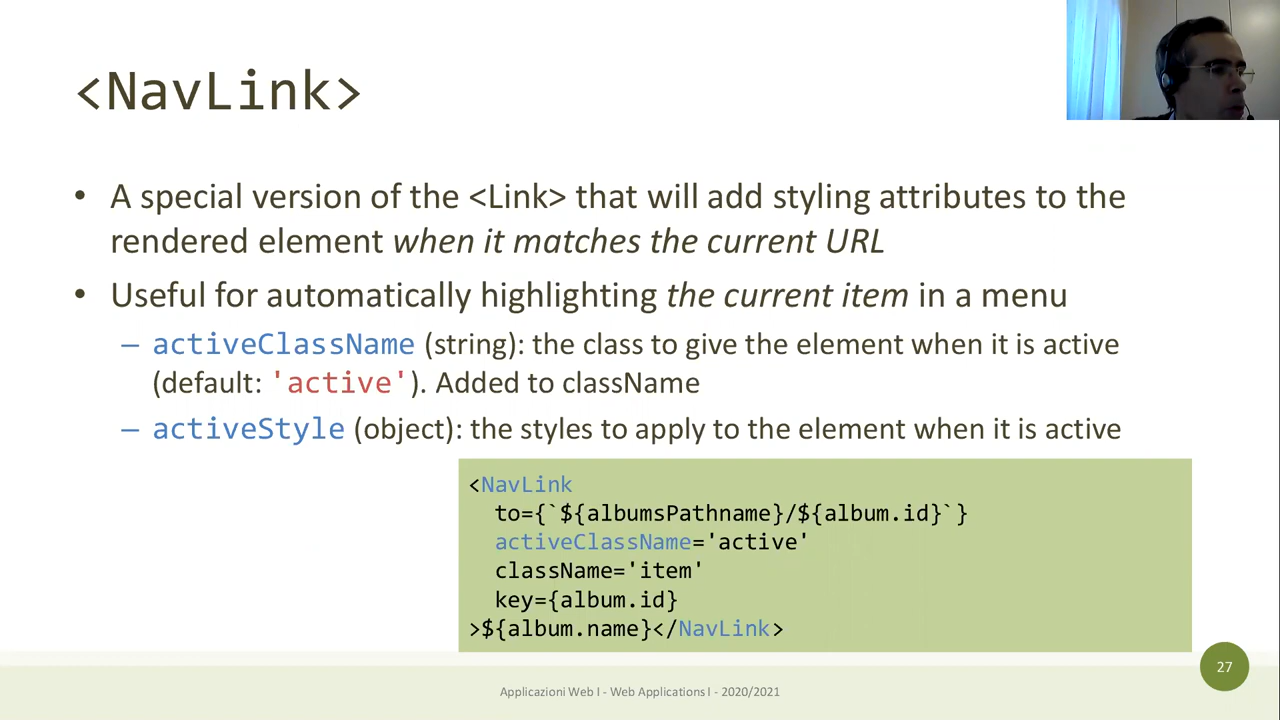 <NavLink>
• A special version of the <Link> that will add styling attributes to the
rendered element when it matches the current URL
• Useful for automatically highlighting the current item in a menu
– activeClassName (string): the class to give the element when it is active
(default: 'active'). Added to className
– activeStyle (object): the styles to apply to the element when it is active
<NavLink
to={`${albumsPathname}/${album.id}`}
activeClassName='active'
className='item'
key={album.id}
>${album.name}</NavLink>
27
Applicazioni Web I - Web Applications I - 2020/2021